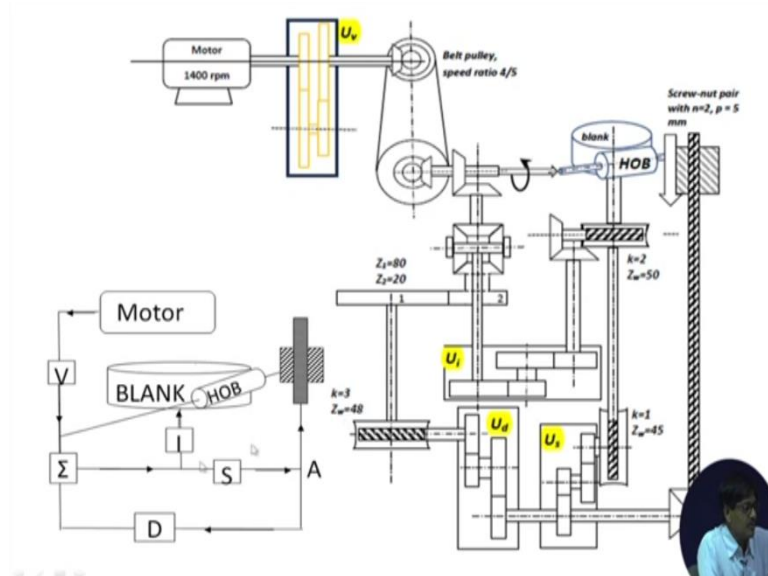 Motor
1400 rpm
Uv
Belt pulley,
speed ratio 4/5
Screw-nut pair
with n=2, p = 5
mm
blank
HOB
k=2
Zw=50
Z1=80
Z2=20
1
2
Ui
k=3
Zw=48
Ud
Us
k=1
Zw=45
Motor
V
BLANK
HOB
I
Σ
S
A
D